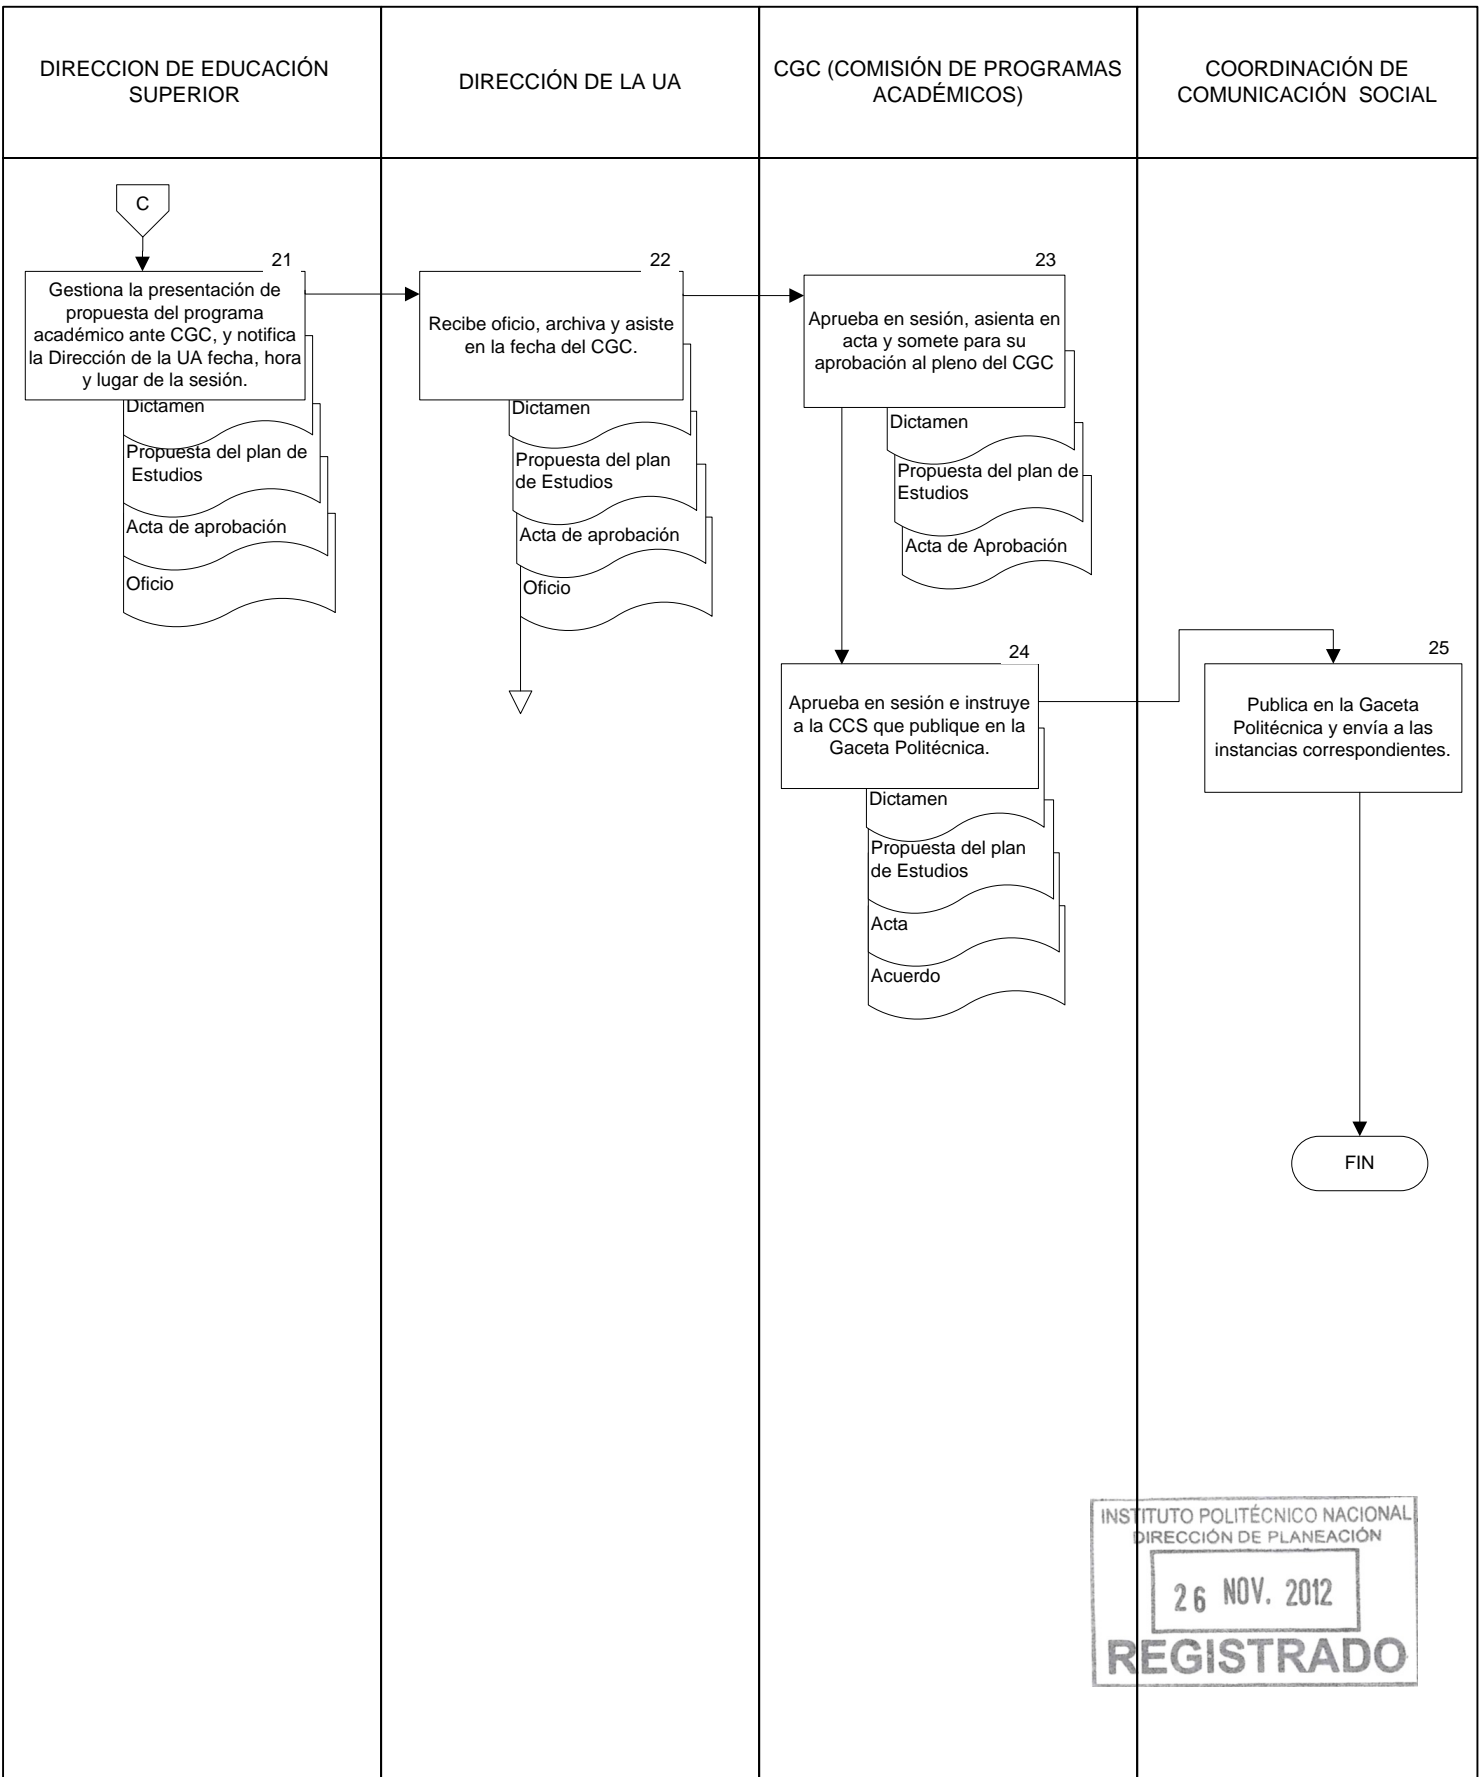 DIRECCION DE EDUCACIÓN
SUPERIOR
DIRECCIÓN DE LA UA
CGC (COMISIÓN DE PROGRAMAS
ACADÉMICOS)
COORDINACIÓN DE
COMUNICACIÓN SOCIAL
C
21
Gestiona la presentación de
propuesta del programa
académico ante CGC, y notifica
la Dirección de la UA fecha, hora
y lugar de la sesión.
Dictamen
Propuesta del plan de
Estudios
Acta de aprobación
Oficio
22
Recibe oficio, archiva y asiste
en la fecha del CGC.
Dictamen
Propuesta del plan
de Estudios
Acta de aprobación
Oficio
23
Aprueba en sesión, asienta en
acta y somete para su
aprobación al pleno del CGC
Dictamen
Propuesta del plan de
Estudios
Acta de Aprobación
24
Aprueba en sesión e instruye
a la CCS que publique en la
Gaceta Politécnica.
Dictamen
Propuesta del plan
de Estudios
Acta
Acuerdo
25
Publica en la Gaceta
Politécnica y envía a las
instancias correspondientes.
FIN
INSTITUTO POLITÉCNICO NACIONAL
DIRECCIÓN DE PLANEACIÓN
26 NOV. 2012
REGISTRADO